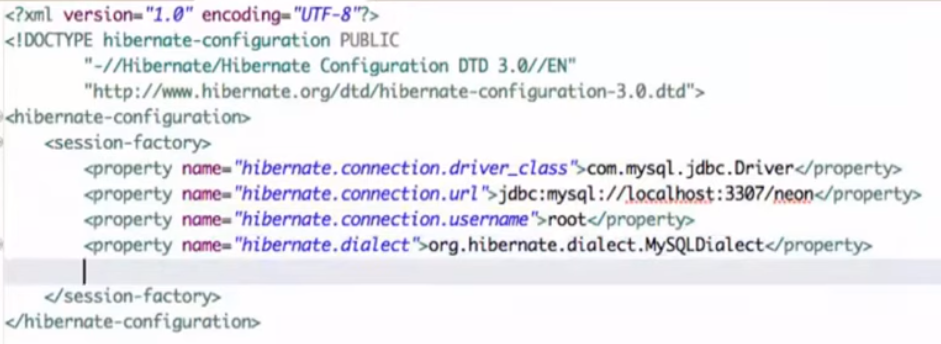 <?xml version="1.0" encoding="UTF-8"?>
<!DOCTYPE hibernate-configuration PUBLIC
"-//Hibernate/Hibernate Configuration DTD 3.0//EN"
"http://www.hibernate.org/dtd/hibernate-configuration-3.0.dtd">
<hibernate-configuration>
<session-factory>
<property name="hibernate.connection.driver_class">com.mysql.jdbc.Driver</property>
<property name="hibernate.connection.url">jdbc:mysql://localhost:3307/neon</property>
<property name="hibernate.connection.username">root</property>
<property name="hibernate.dialect">org.hibernate.dialect.MySQLDialect</property>
</session-factory>
</hibernate-configuration>